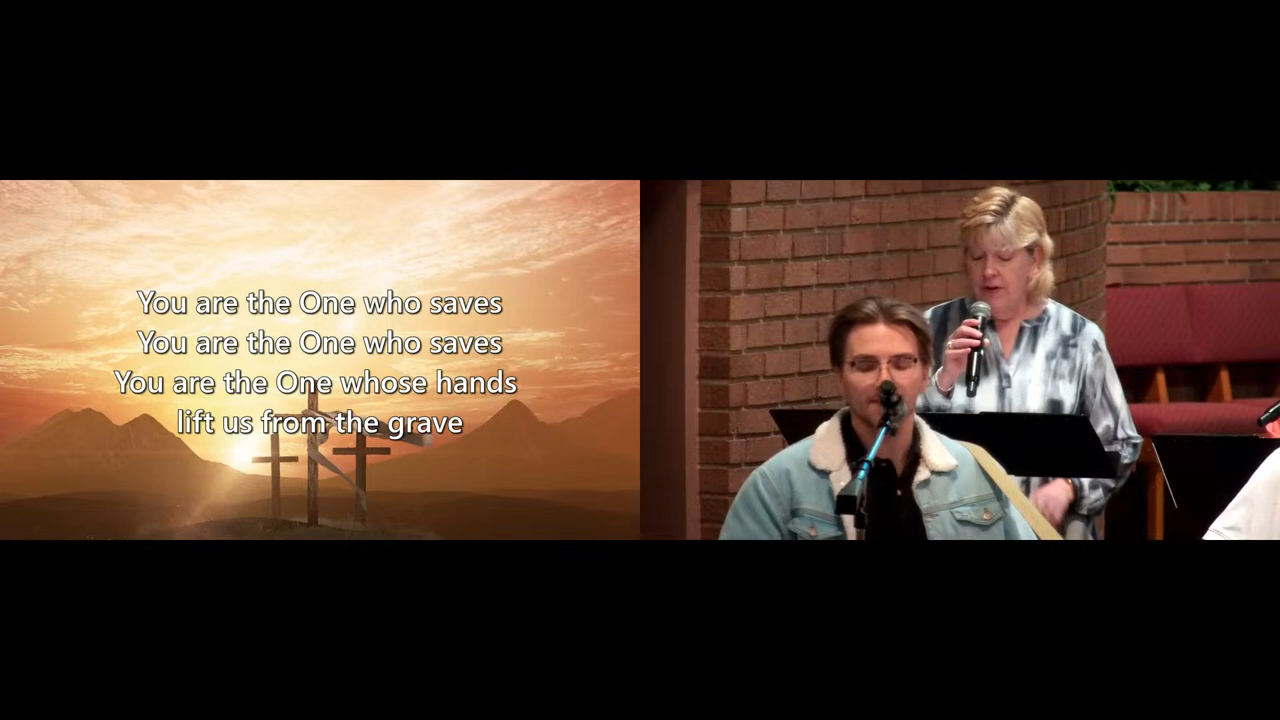 You are the One who saves
You are the One who saves
You are the One whose hands
lift us from the grave